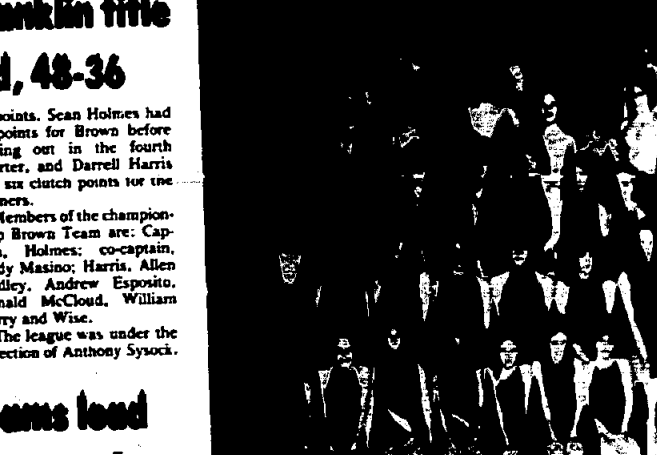 nklin title
, 48-36
oints. Sean Holmes had
points for Brown before
ing out in the fourth
rter, and Darrell Harris
six clutch points for the
ners.
Members of the champion-
p Brown Team are: Cap-
Holmes; co-captain,
dy Masino; Harris, Allen
dley, Andrew Esposito,
nald McCloud, William
rry and Wise.
The league was under the
ection of Anthony Sysock.
ams lead